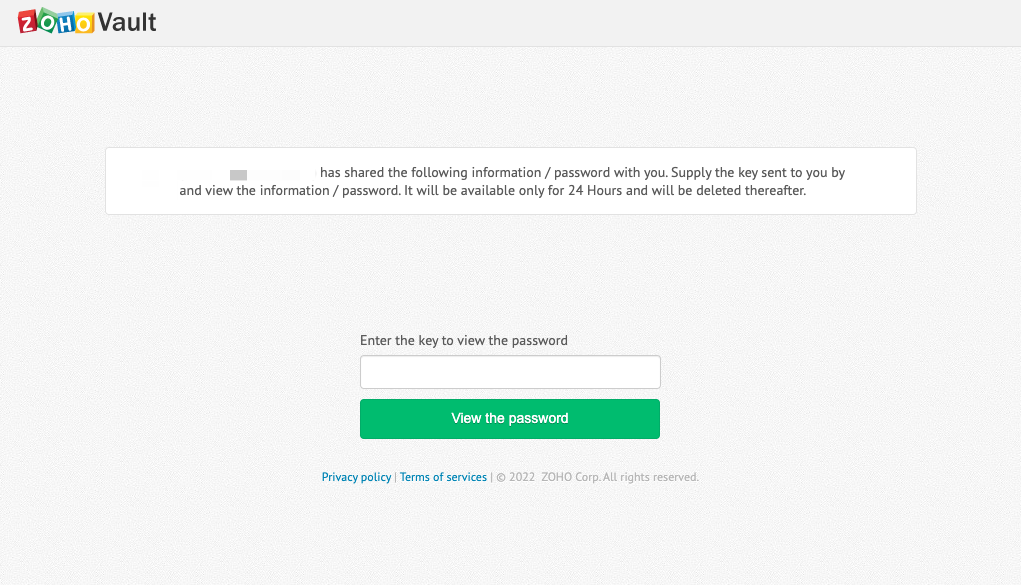 ZOHO Vault
has shared the following information / password with you. Supply the key sent to you by
and view the information / password. It will be available only for 24 Hours and will be deleted thereafter.
Enter the key to view the password
View the password
Privacy policy | Terms of services | © 2022 ZOHO Corp. All rights reserved.